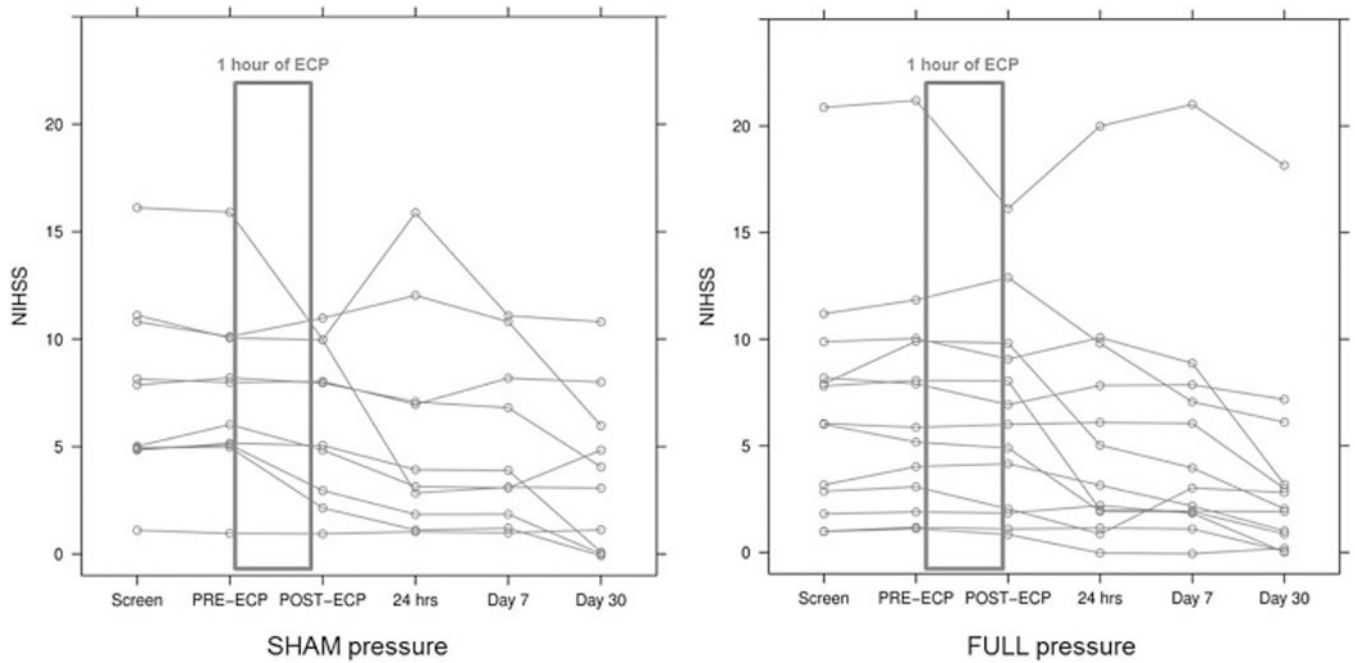 1 hour of ECP
20
15
10
5
0
NIHSS
Screen PRE-ECP POST-ECP 24 hrs Day 7 Day 30
SHAM pressure
1 hour of ECP
20
15
10
5
0
NIHSS
Screen PRE-ECP POST-ECP 24 hrs Day 7 Day 30
FULL pressure